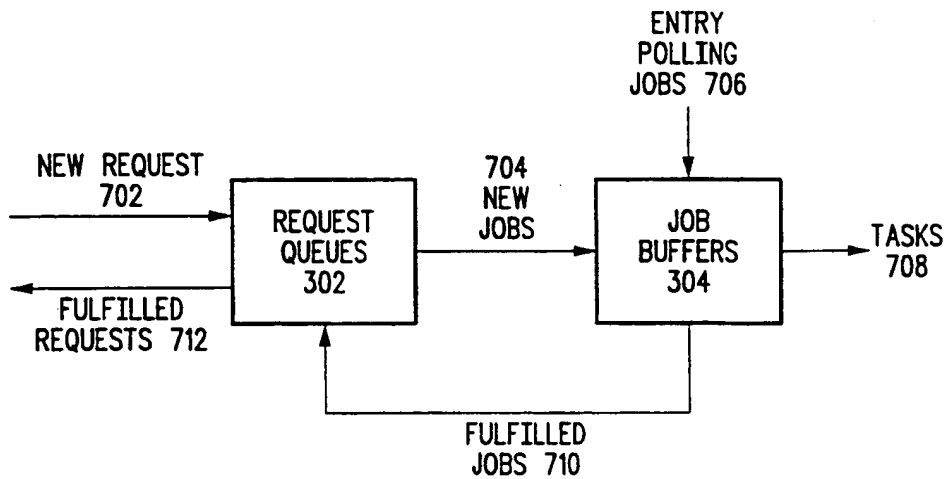 ENTRY
POLLING
JOBS 706
NEW REQUEST
702
704
NEW
JOBS
REQUEST
QUEUES
302
JOB
BUFFERS
304
TASKS
708
FULFILLED
REQUESTS 712
FULFILLED
JOBS 710